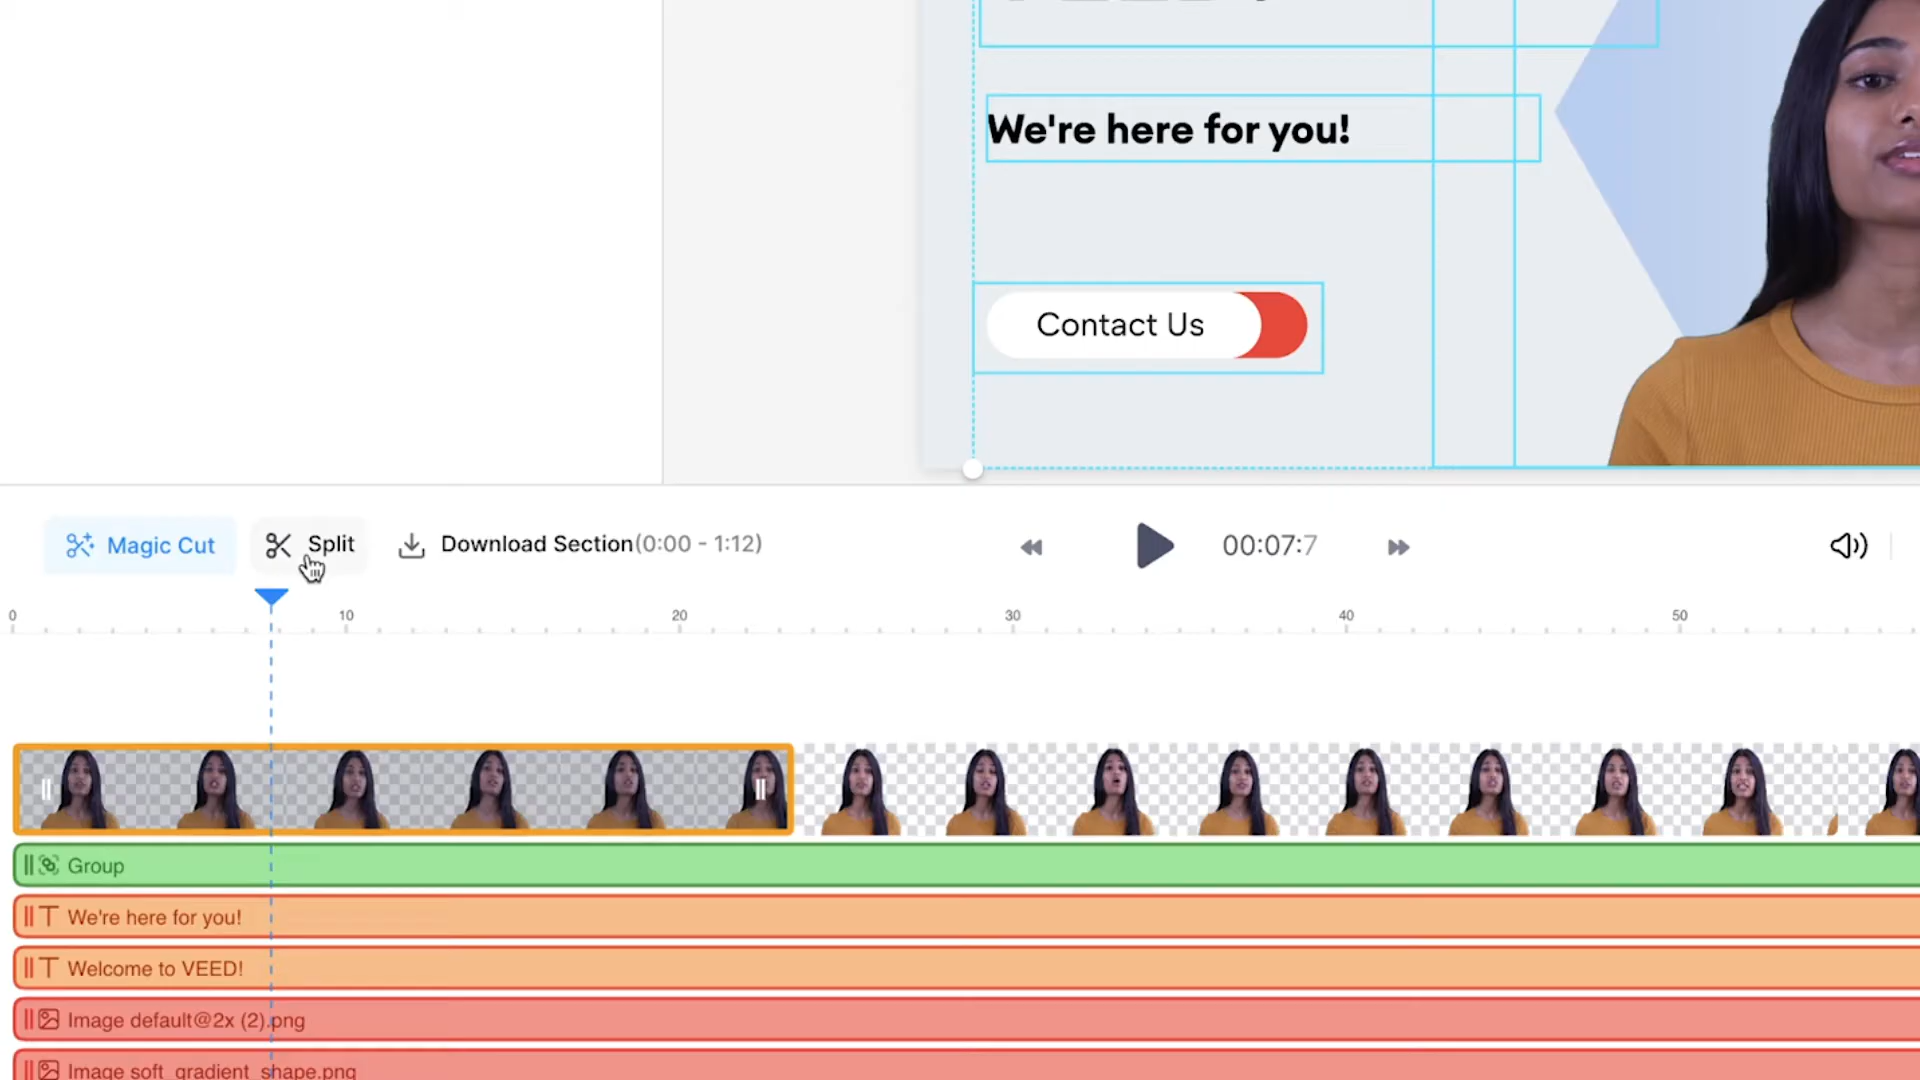 We're here for you!
Contact Us
Magic Cut
Split
Download Section(0:00 - 1:12)
00:07:7
0
10
20
30
40
50
Group
We're here for you!
Welcome to VEED!
Image default@2x (2).png
Image soft_gradient_shape.png